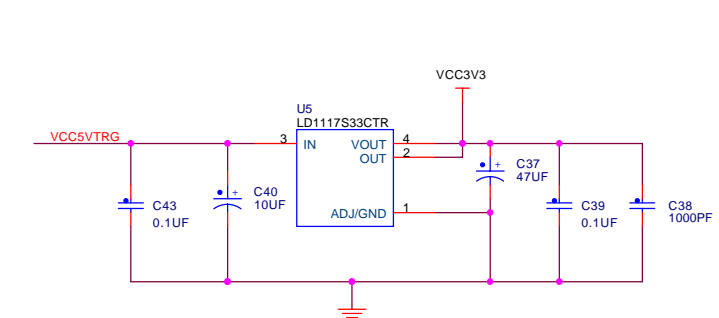 VCC3V3
U5
LD1117S33CTR
VCC5VTRG
3
IN
VOUT
4
OUT
2
ADJ/GND
1
C37
47UF
+
C43
0.1UF
+
C40
10UF
C39
0.1UF
C38
1000PF